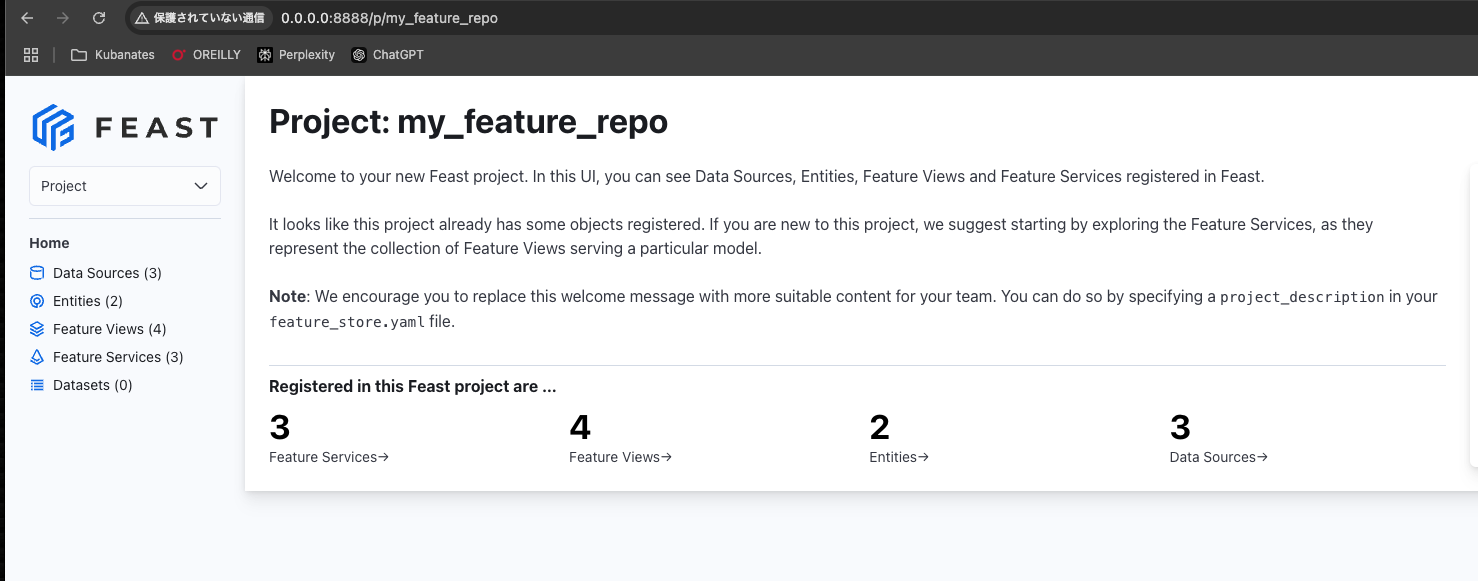 保護されていない通信 0.0.0.0:8888/p/my_feature_repo
Kubanates OREILLY Perplexity ChatGPT
FEAST
Project
Home
Data Sources (3)
Entities (2)
Feature Views (4)
Feature Services (3)
Datasets (0)
Project: my_feature_repo
Welcome to your new Feast project. In this UI, you can see Data Sources, Entities, Feature Views and Feature Services registered in Feast.
It looks like this project already has some objects registered. If you are new to this project, we suggest starting by exploring the Feature Services, as they
represent the collection of Feature Views serving a particular model.
Note: We encourage you to replace this welcome message with more suitable content for your team. You can do so by specifying a project_description in your
feature_store.yaml file.
Registered in this Feast project are ...
3 4 2 3
Feature Services→ Feature Views→ Entities→ Data Sources→